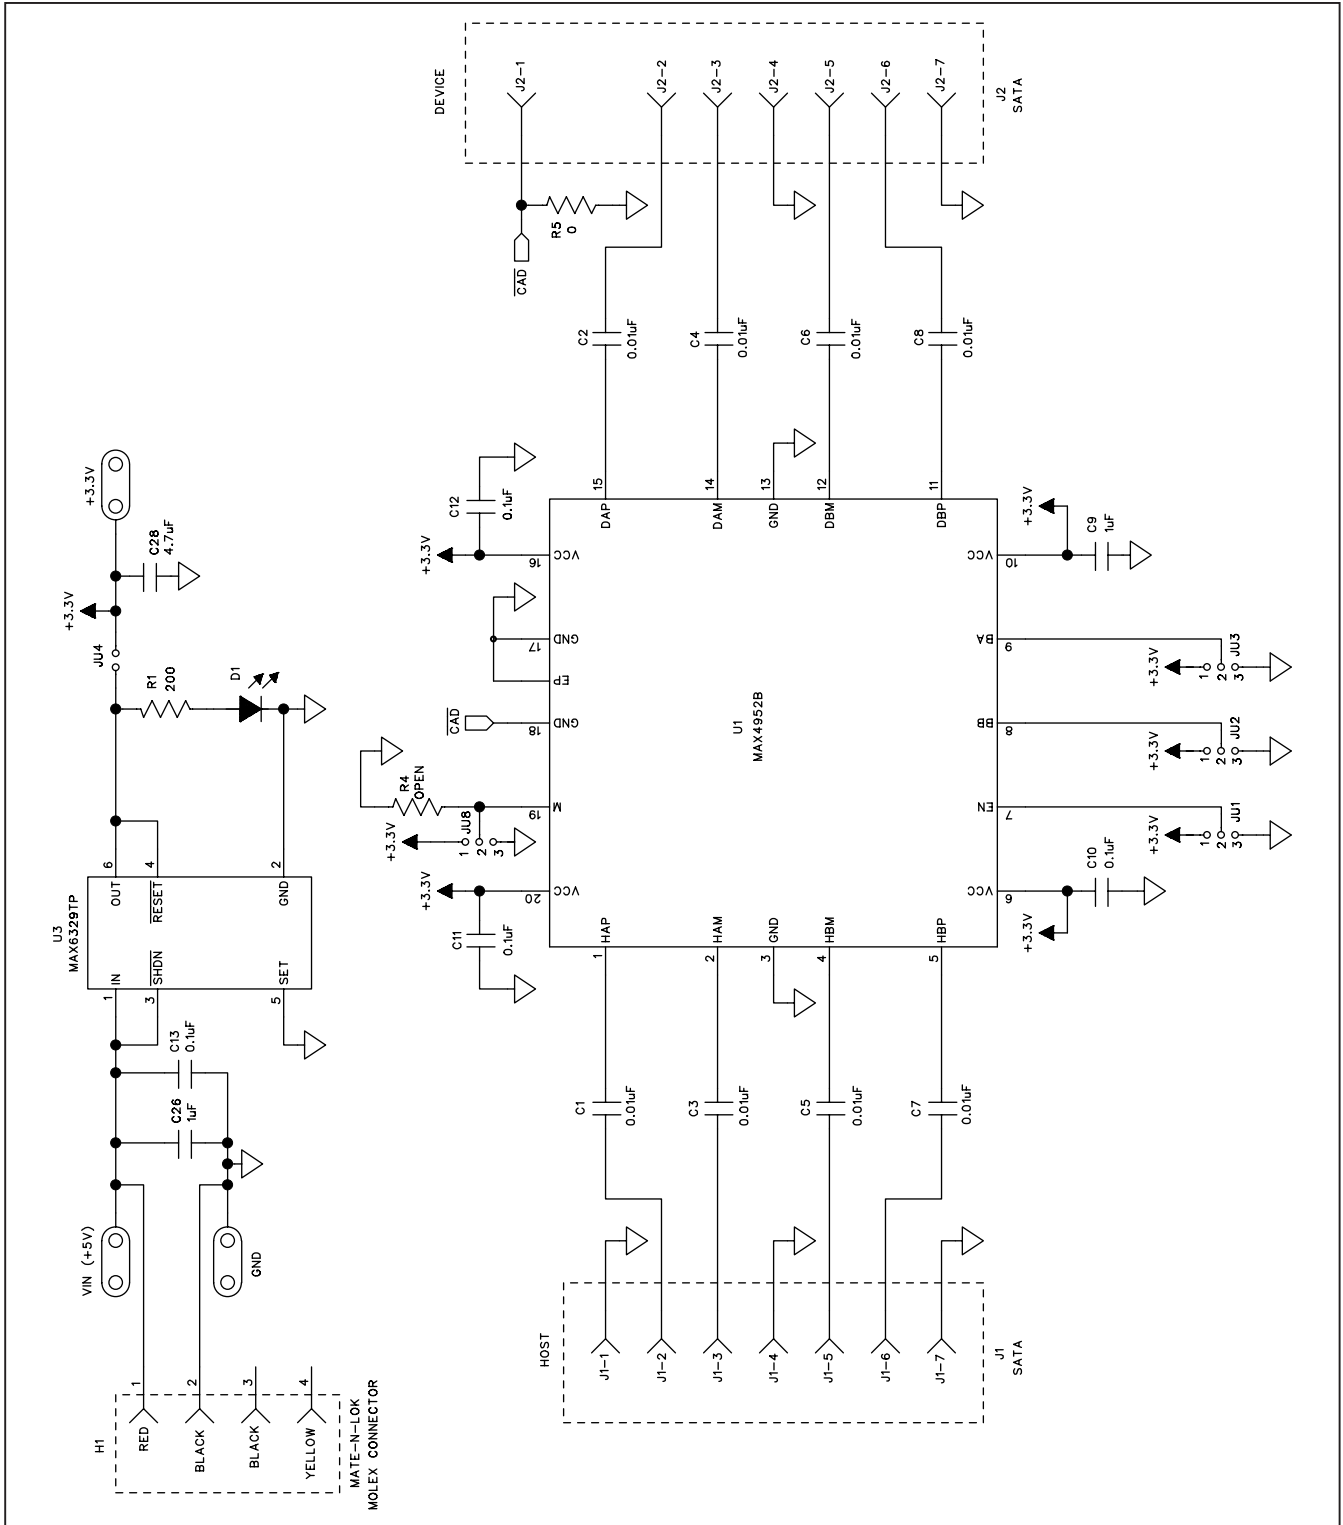 H1
RED
BLACK
BLACK
YELLOW
1
2
3
4
MATE-N-LOK
MOLEX CONNECTOR
VIN (+5V)
GND
C26
1uF
C13
0.1uF
U3
MAX6329TP
IN
SHDN
SET
1
3
5
OUT
RESET
GND
6
4
2
R1
200
D1
JU4
+3.3V
C28
4.7uF
+3.3V
HOST
J1-1
J1-2
J1-3
J1-4
J1-5
J1-6
J1-7
J1
SATA
C1
0.01uF
C3
0.01uF
C5
0.01uF
C7
0.01uF
U1
MAX4952B
1
HAP
2
HAM
3
GND
4
HBM
5
HBP
C11
0.1uF
+3.3V
20
VCC
+3.3V
JU8
1
2
3
R4
OPEN
19
M
CAD
18
GND
EP
17
GND
+3.3V
16
VCC
C12
0.1uF
15
DAP
14
DAM
13
GND
12
DBM
11
DBP
+3.3V
6
VCC
C10
0.1uF
7
EN
+3.3V
1
2
3
JU1
8
BB
+3.3V
1
2
3
JU2
9
BA
+3.3V
1
2
3
JU3
10
VCC
+3.3V
C9
1uF
C2
0.01uF
C4
0.01uF
C6
0.01uF
C8
0.01uF
CAD
R5
0
DEVICE
J2-1
J2-2
J2-3
J2-4
J2-5
J2-6
J2-7
J2
SATA